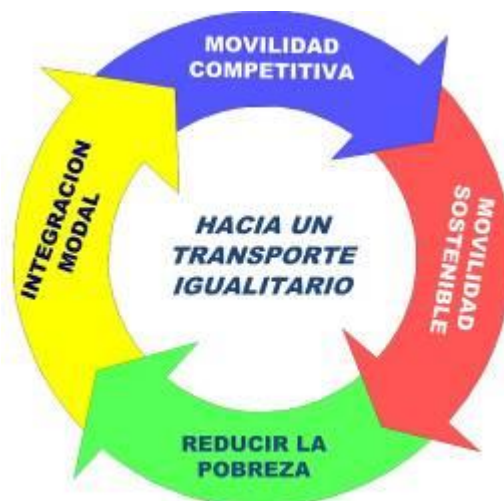 MOVILIDAD
COMPETITIVA
MOVILIDAD
SOSTENIBLE
REDUCIR LA
POBREZA
INTEGRACION
MODAL
HACIA UN
TRANSPORTE
IGUALITARIO